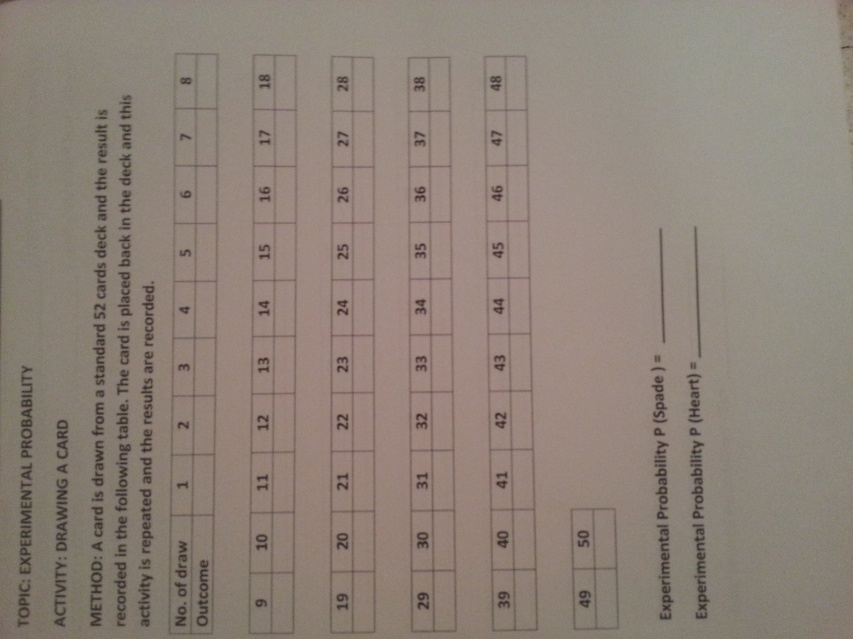 TOPIC: EXPERIMENTAL PROBABILITY
ACTIVITY: DRAWING A CARD
METHOD: A card is drawn from a standard 52 cards deck and the result is
recorded in the following table. The card is placed back in the deck and this
activity is repeated and the results are recorded.
No. of draw 1 2 3 4 5 6 7 8
Outcome
9 10 11 12 13 14 15 16 17 18
19 20 21 22 23 24 25 26 27 28
29 30 31 32 33 34 35 36 37 38
39 40 41 42 43 44 45 46 47 48
49 50
Experimental Probability P (Spade ) = ____________
Experimental Probability P (Heart) = ______________